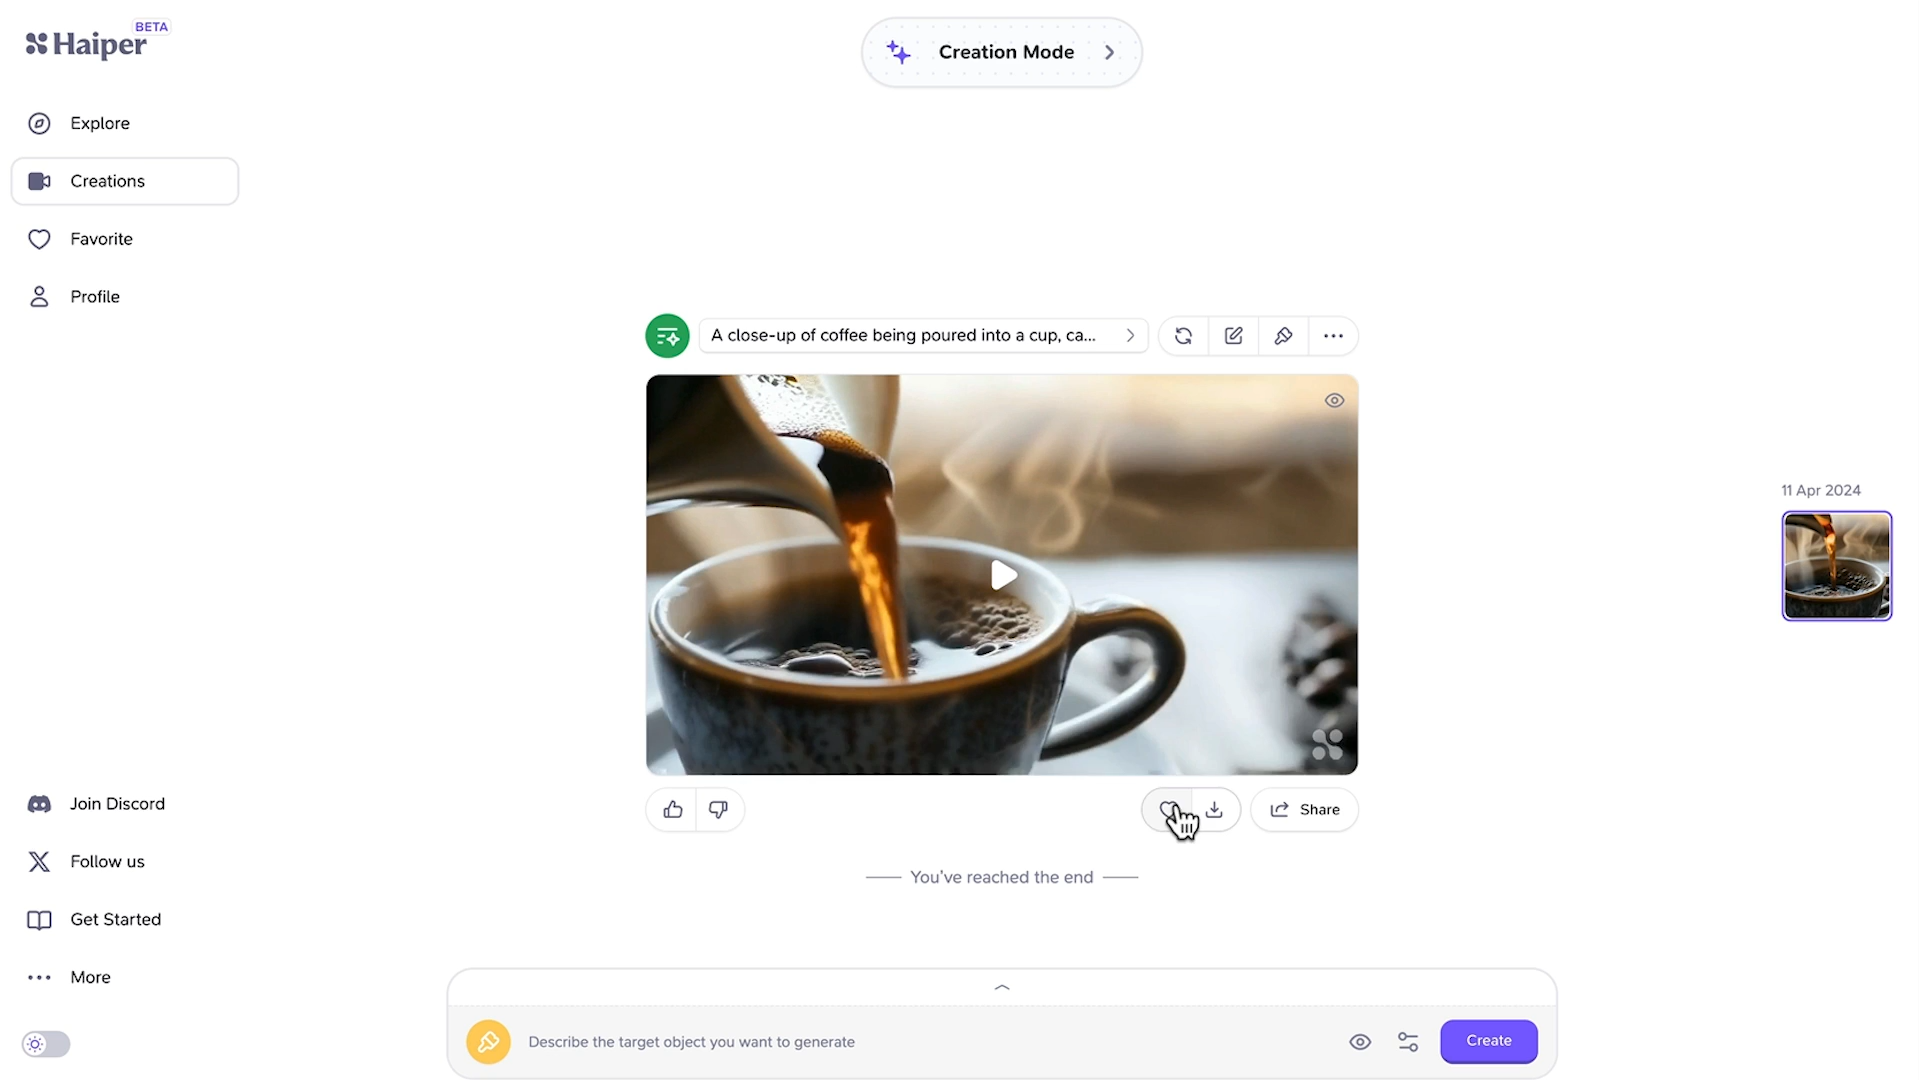 Haiper
BETA
Explore
Creations
Favorite
Profile
Join Discord
Follow us
Get Started
More
Creation Mode
A close-up of coffee being poured into a cup, ca...
Share
You've reached the end
Describe the target object you want to generate
Create
11 Apr 2024